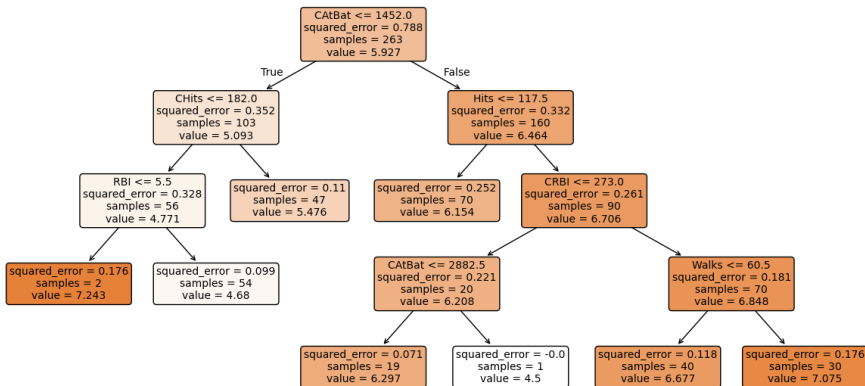 CAtBat <= 1452.0
squared_error = 0.788
samples = 263
value = 5.927
True
False
CHits <= 182.0
squared_error = 0.352
samples = 103
value = 5.093
Hits <= 117.5
squared_error = 0.332
samples = 160
value = 6.464
RBI <= 5.5
squared_error = 0.328
samples = 56
value = 4.771
squared_error = 0.11
samples = 47
value = 5.476
squared_error = 0.252
samples = 70
value = 6.154
CRBI <= 273.0
squared_error = 0.261
samples = 90
value = 6.706
squared_error = 0.176
samples = 2
value = 7.243
squared_error = 0.099
samples = 54
value = 4.68
CAtBat <= 2882.5
squared_error = 0.221
samples = 20
value = 6.208
Walks <= 60.5
squared_error = 0.181
samples = 70
value = 6.848
squared_error = 0.071
samples = 19
value = 6.297
squared_error = -0.0
samples = 1
value = 4.5
squared_error = 0.118
samples = 40
value = 6.677
squared_error = 0.176
samples = 30
value = 7.075